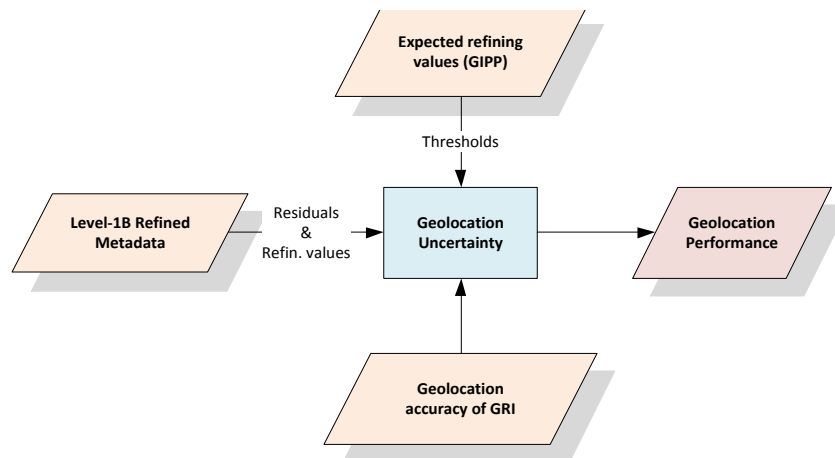 Expected refining
values (GIPP)
Thresholds
Level-1B Refined
Metadata
Residuals
&
Refin. values
Geolocation
Uncertainty
Geolocation
Performance
Geolocation
accuracy of GRI